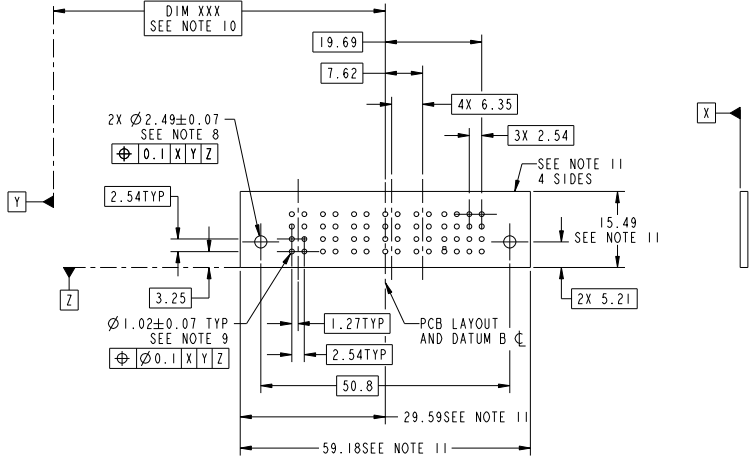 DIM XXX
SEE NOTE 10
19.69
7.62
4X 6.35
3X 2.54
X
2X Ø2.49±0.07
SEE NOTE 8
⌖ 0.1 X Y Z
SEE NOTE 11
4 SIDES
Y
2.54TYP
15.49
SEE NOTE 11
Z
3.25
2X 5.21
Ø1.02±0.07 TYP
SEE NOTE 9
⌖ Ø0.1 X Y Z
1.27TYP
PCB LAYOUT
AND DATUM B ℄
2.54TYP
50.8
29.59SEE NOTE 11
59.18SEE NOTE 11